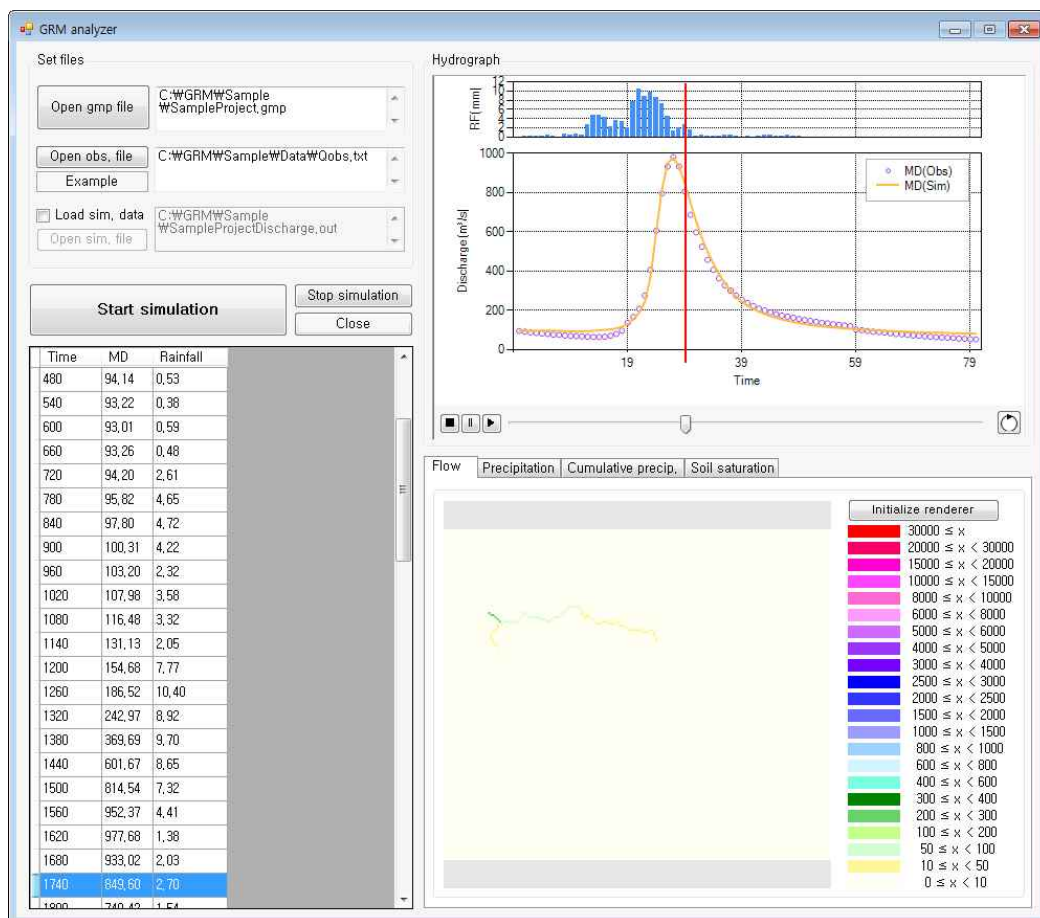 GRM analyzer
Set files
Open gmp file
C:₩GRM₩Sample
₩SampleProject,gmp
Open obs, file
C:₩GRM₩Sample₩Data₩Qobs,txt
Example
Load sim, data
C:₩GRM₩Sample
₩SampleProjectDischarge,out
Open sim, file
Start simulation
Stop simulation
Close
Time MD Rainfall
480 94,14 0,53
540 93,22 0,38
600 93,01 0,59
660 93,26 0,48
720 94,20 2,61
780 95,82 4,65
840 97,80 4,72
900 100,31 4,22
960 103,20 2,32
1020 107,98 3,58
1080 116,48 3,32
1140 131,13 2,05
1200 154,68 7,77
1260 186,52 10,40
1320 242,97 8,92
1380 369,69 9,70
1440 601,67 8,65
1500 814,54 7,32
1560 952,37 4,41
1620 977,68 1,38
1680 933,02 2,03
1740 849,60 2,70
Hydrograph
RF(mm)
12
10
8
6
4
2
0
Discharge(m³/s)
1000
800
600
400
200
0
MD(Obs)
MD(Sim)
19 39 59 79
Time
Flow Precipitation Cumulative precip, Soil saturation
Initialize renderer
30000 ≤ x
20000 ≤ x < 30000
15000 ≤ x < 20000
10000 ≤ x < 15000
8000 ≤ x < 10000
6000 ≤ x < 8000
5000 ≤ x < 6000
4000 ≤ x < 5000
3000 ≤ x < 4000
2500 ≤ x < 3000
2000 ≤ x < 2500
1500 ≤ x < 2000
1000 ≤ x < 1500
800 ≤ x < 1000
600 ≤ x < 800
400 ≤ x < 600
300 ≤ x < 400
200 ≤ x < 300
100 ≤ x < 200
50 ≤ x < 100
10 ≤ x < 50
0 ≤ x < 10